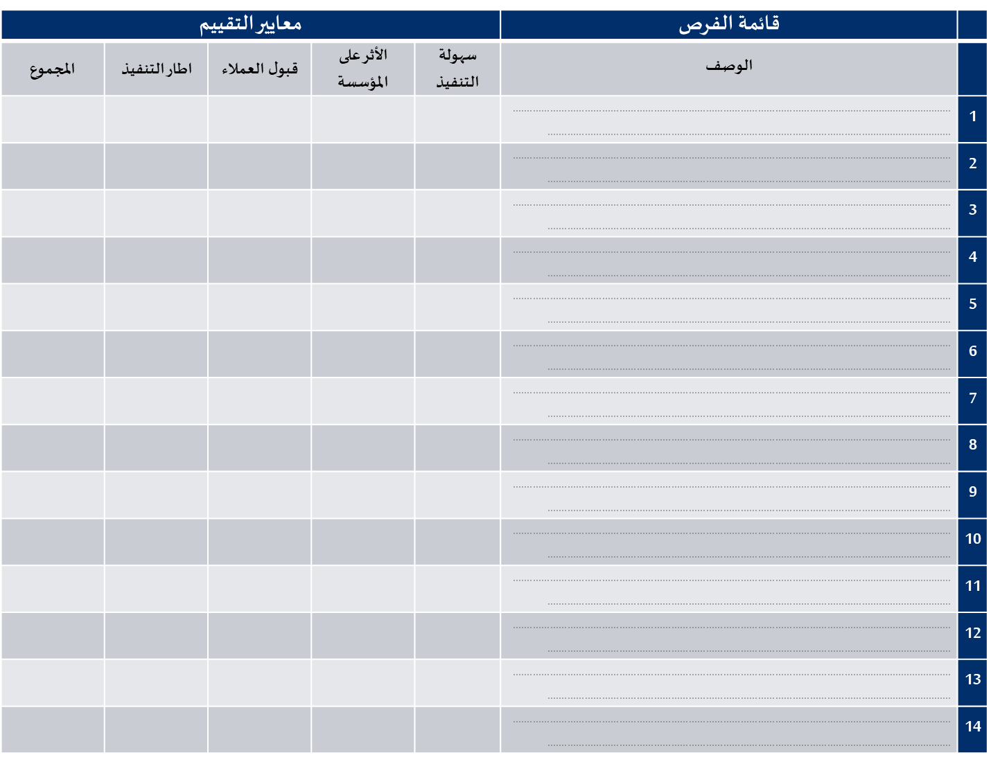 قائمة الفرص
معايير التقييم
الوصف
سهولة
التنفيذ
الأثر على
المؤسسة
قبول العملاء
اطار التنفيذ
المجموع
1
2
3
4
5
6
7
8
9
10
11
12
13
14